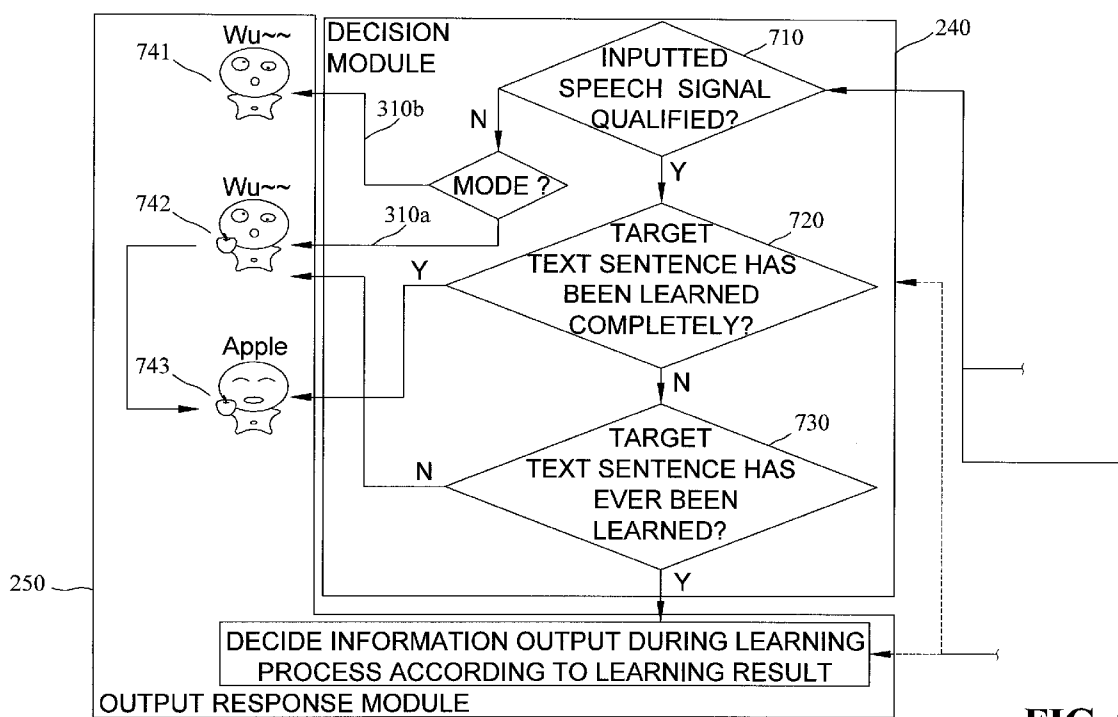 Wu~~
741
DECISION
MODULE
710
INPUTTED
SPEECH SIGNAL
QUALIFIED?
240
310b
N
Y
MODE ?
Wu~~
742
310a
720
TARGET
TEXT SENTENCE HAS
BEEN LEARNED
COMPLETELY?
Y
N
Apple
743
730
TARGET
TEXT SENTENCE HAS
EVER BEEN
LEARNED?
N
Y
250
DECIDE INFORMATION OUTPUT DURING LEARNING
PROCESS ACCORDING TO LEARNING RESULT
OUTPUT RESPONSE MODULE
FIG.